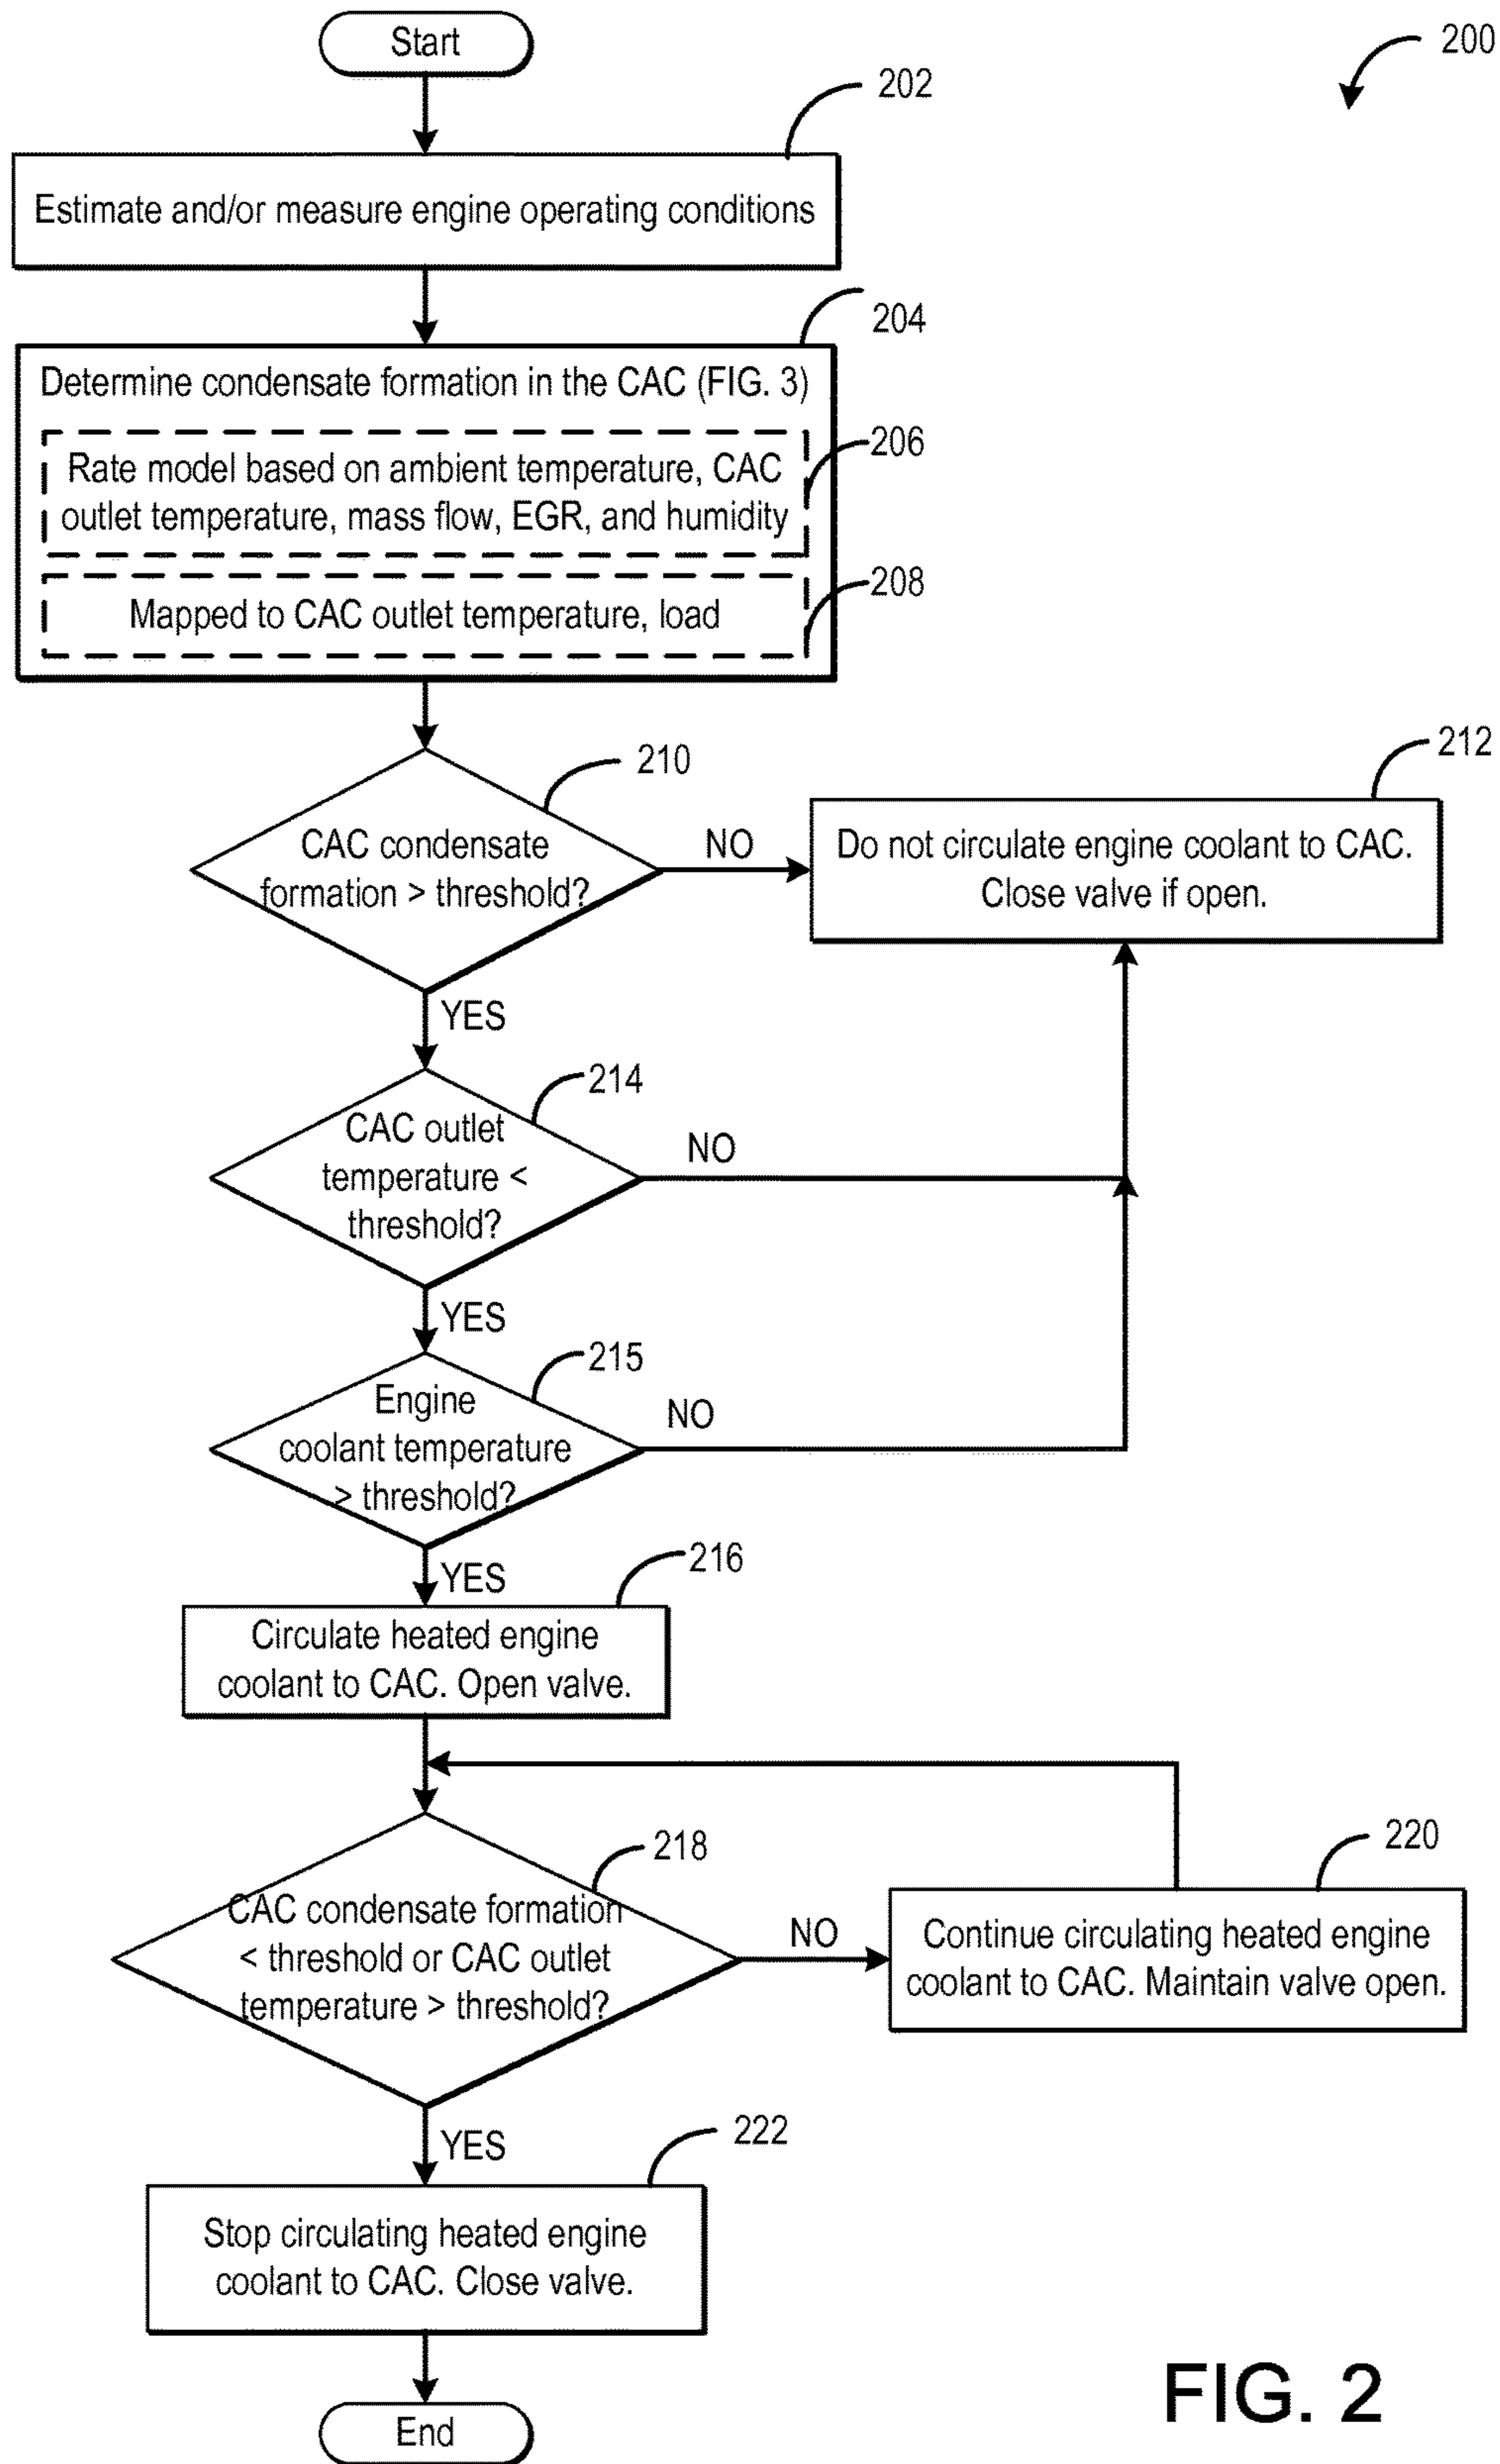 Start
200
202
Estimate and/or measure engine operating conditions
204
Determine condensate formation in the CAC (FIG. 3)
206
Rate model based on ambient temperature, CAC
outlet temperature, mass flow, EGR, and humidity
208
Mapped to CAC outlet temperature, load
210
212
CAC condensate
formation > threshold?
NO
Do not circulate engine coolant to CAC.
Close valve if open.
YES
214
CAC outlet
temperature <
threshold?
NO
YES
215
Engine
coolant temperature
> threshold?
NO
YES
216
Circulate heated engine
coolant to CAC. Open valve.
218
220
CAC condensate formation
< threshold or CAC outlet
temperature > threshold?
NO
Continue circulating heated engine
coolant to CAC. Maintain valve open.
YES
222
Stop circulating heated engine
coolant to CAC. Close valve.
End
FIG. 2